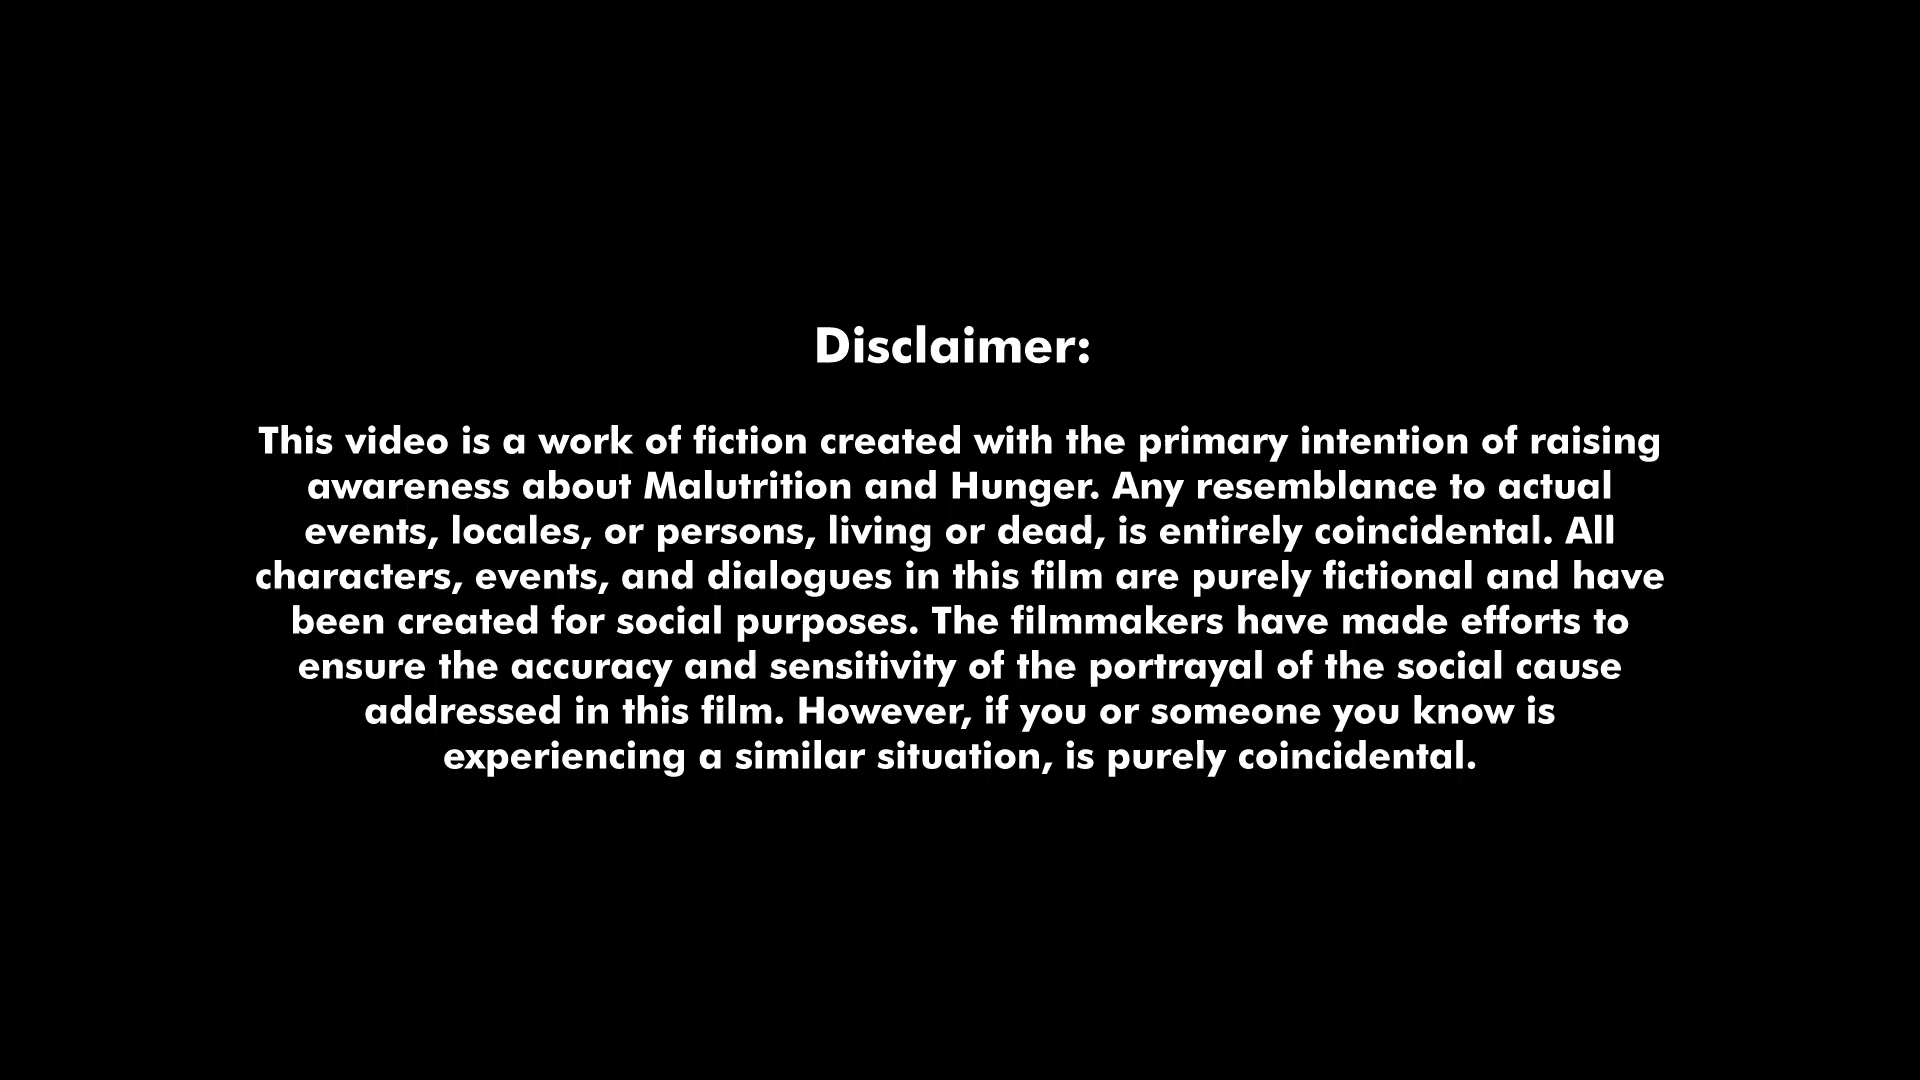 Disclaimer:
This video is a work of fiction created with the primary intention of raising
awareness about Malutrition and Hunger. Any resemblance to actual
events, locales, or persons, living or dead, is entirely coincidental. All
characters, events, and dialogues in this film are purely fictional and have
been created for social purposes. The filmmakers have made efforts to
ensure the accuracy and sensitivity of the portrayal of the social cause
addressed in this film. However, if you or someone you know is
experiencing a similar situation, is purely coincidental.